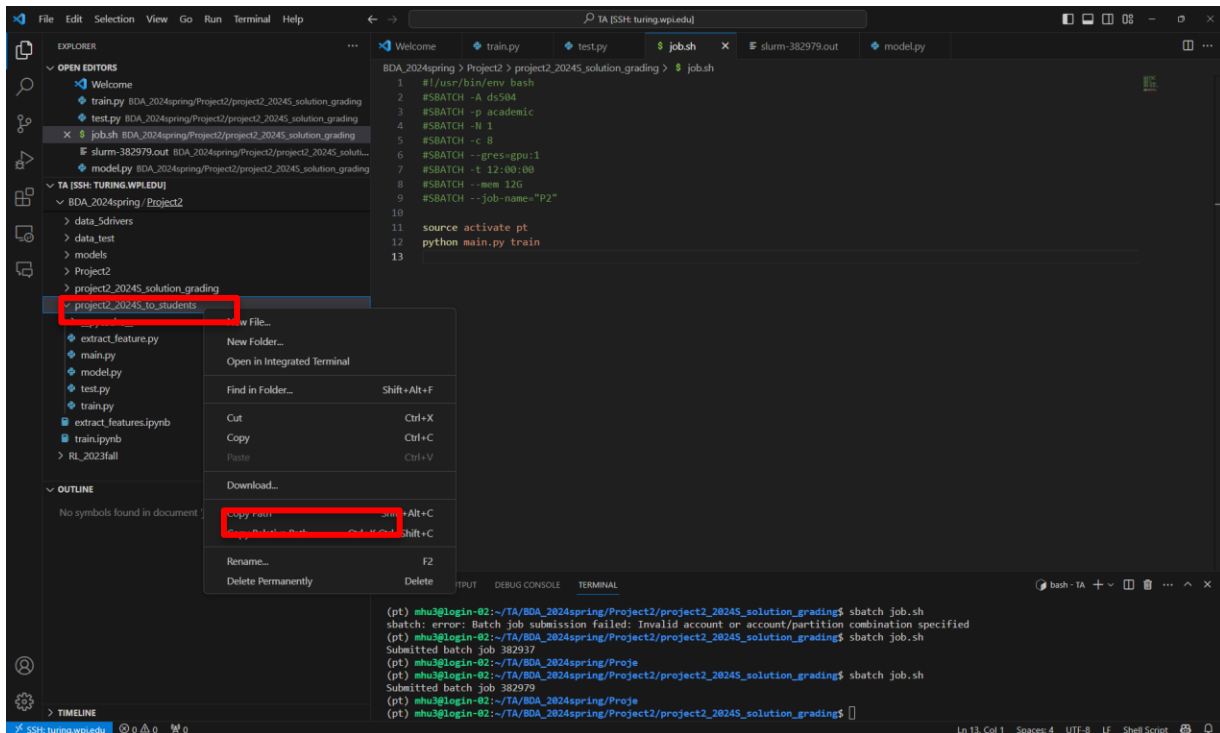 File Edit Selection View Go Run Terminal Help
TA [SSH: turing.wpi.edu]
EXPLORER
OPEN EDITORS
Welcome
train.py BDA_2024spring/Project2/project2_2024S_solution_grading
test.py BDA_2024spring/Project2/project2_2024S_solution_grading
job.sh BDA_2024spring/Project2/project2_2024S_solution_grading
slurm-382979.out BDA_2024spring/Project2/project2_2024S_soluti...
model.py BDA_2024spring/Project2/project2_2024S_solution_grading
TA [SSH: TURING.WPI.EDU]
BDA_2024spring / Project2
data_5drivers
data_test
models
Project2
project2_2024S_solution_grading
project2_2024S_to_students
extract_feature.py
main.py
model.py
test.py
train.py
extract_features.ipynb
train.ipynb
RL_2023fall
OUTLINE
No symbols found in document
TIMELINE
New File...
New Folder...
Open in Integrated Terminal
Find in Folder... Shift+Alt+F
Cut Ctrl+X
Copy Ctrl+C
Paste Ctrl+V
Download...
Copy Path Shift+Alt+C
Copy Relative Path Ctrl+K Ctrl+Shift+C
Rename... F2
Delete Permanently Delete
Welcome train.py test.py job.sh slurm-382979.out model.py
BDA_2024spring > Project2 > project2_2024S_solution_grading > $ job.sh
1 #!/usr/bin/env bash
2 #SBATCH -A ds504
3 #SBATCH -p academic
4 #SBATCH -N 1
5 #SBATCH -c 8
6 #SBATCH --gres=gpu:1
7 #SBATCH -t 12:00:00
8 #SBATCH --mem 12G
9 #SBATCH --job-name="P2"
10
11 source activate pt
12 python main.py train
13
DEBUG CONSOLE TERMINAL
bash - TA
(pt) mhu3@login-02:~/TA/BDA_2024spring/Project2/project2_2024S_solution_grading$ sbatch job.sh
sbatch: error: Batch job submission failed: Invalid account or account/partition combination specified
(pt) mhu3@login-02:~/TA/BDA_2024spring/Project2/project2_2024S_solution_grading$ sbatch job.sh
Submitted batch job 382937
(pt) mhu3@login-02:~/TA/BDA_2024spring/Proje
(pt) mhu3@login-02:~/TA/BDA_2024spring/Project2/project2_2024S_solution_grading$ sbatch job.sh
Submitted batch job 382979
(pt) mhu3@login-02:~/TA/BDA_2024spring/Proje
(pt) mhu3@login-02:~/TA/BDA_2024spring/Project2/project2_2024S_solution_grading$
SSH: turing.wpi.edu 0 0 0
Ln 13, Col 1 Spaces: 4 UTF-8 LF Shell Script